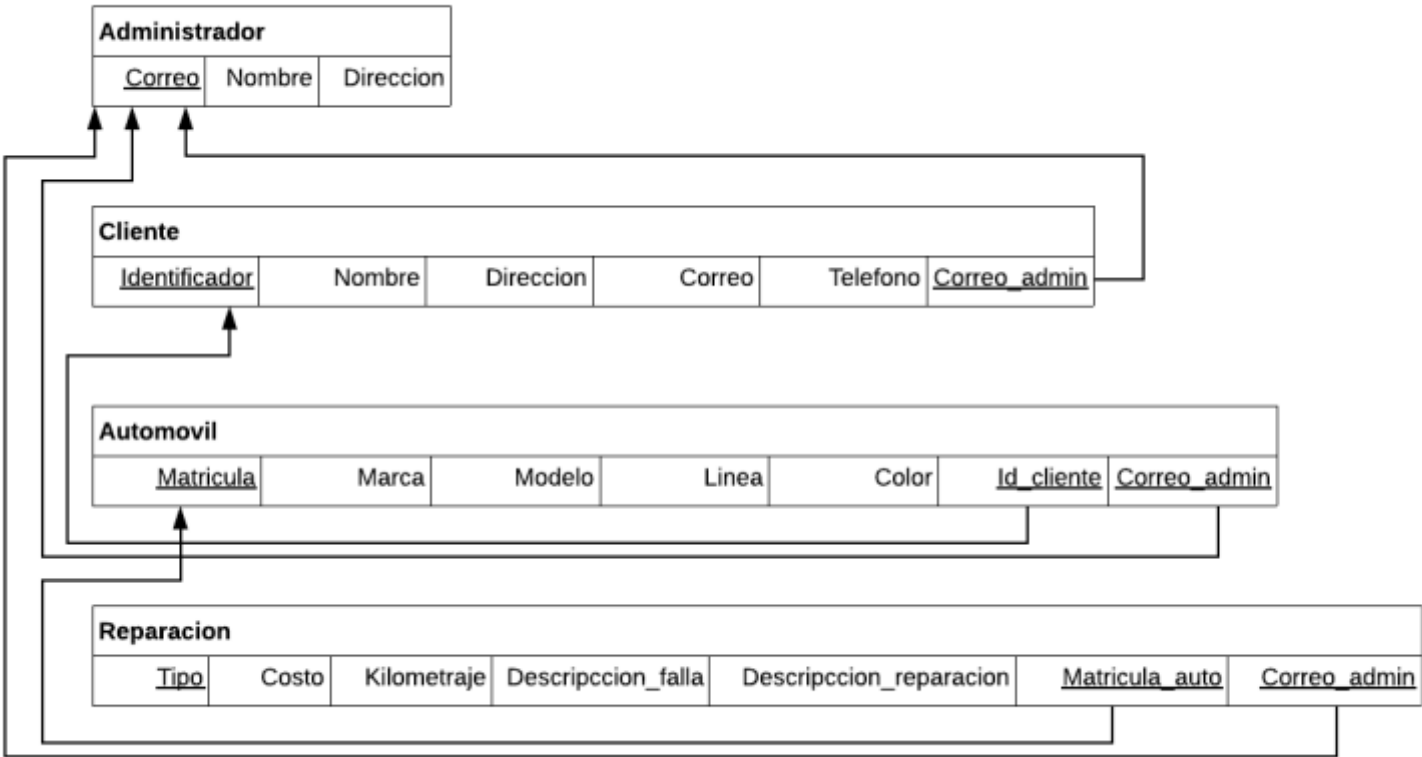 Administrador
Correo Nombre Direccion
Cliente
Identificador Nombre Direccion Correo Telefono Correo_admin
Automovil
Matricula Marca Modelo Linea Color Id_cliente Correo_admin
Reparacion
Tipo Costo Kilometraje Descripccion_falla Descripccion_reparacion Matricula_auto Correo_admin